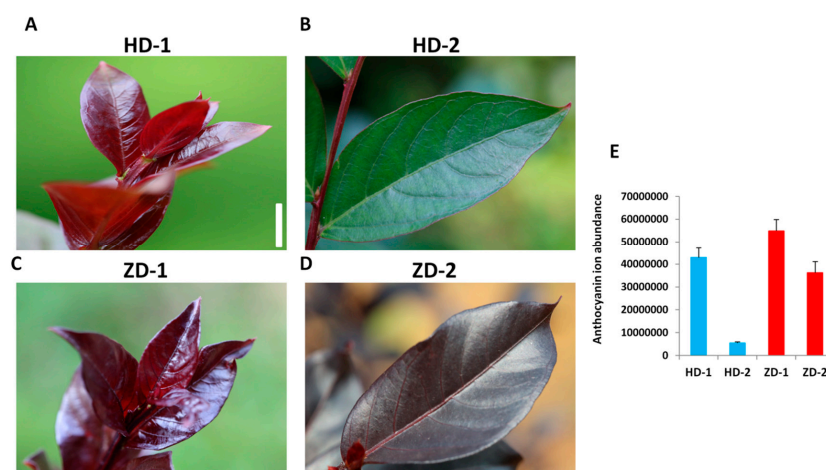 A
HD-1
B
HD-2
C
ZD-1
D
ZD-2
E
Anthocyanin ion abundance
70000000
60000000
50000000
40000000
30000000
20000000
10000000
0
HD-1 HD-2 ZD-1 ZD-2